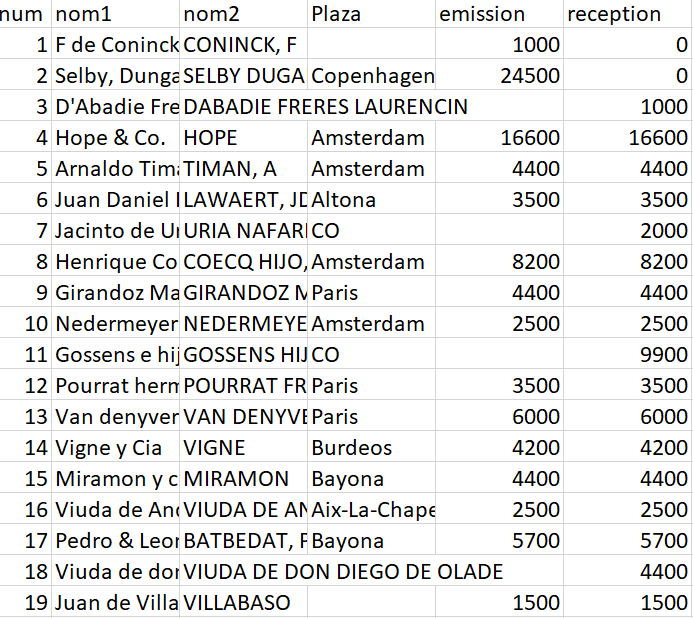 num nom1 nom2 Plaza emission reception
1 F de Coninck CONINCK, F 1000 0
2 Selby, Dunga SELBY DUGA Copenhagen 24500 0
3 D'Abadie Fre DABADIE FRERES LAURENCIN 1000
4 Hope & Co. HOPE Amsterdam 16600 16600
5 Arnaldo Tima TIMAN, A Amsterdam 4400 4400
6 Juan Daniel LAWAERT, JD Altona 3500 3500
7 Jacinto de Ur URIA NAFARI CO 2000
8 Henrique Co COECQ HIJO, Amsterdam 8200 8200
9 Girandoz Ma GIRANDOZ M Paris 4400 4400
10 Nedermeyer NEDERMEYE Amsterdam 2500 2500
11 Gossens e hij GOSSENS HIJ CO 9900
12 Pourrat herm POURRAT FR Paris 3500 3500
13 Van denyver VAN DENYVE Paris 6000 6000
14 Vigne y Cia VIGNE Burdeos 4200 4200
15 Miramon y c MIRAMON Bayona 4400 4400
16 Viuda de And VIUDA DE AN Aix-La-Chape 2500 2500
17 Pedro & Leon BATBEDAT, P Bayona 5700 5700
18 Viuda de don VIUDA DE DON DIEGO DE OLADE 4400
19 Juan de Villa VILLABASO 1500 1500